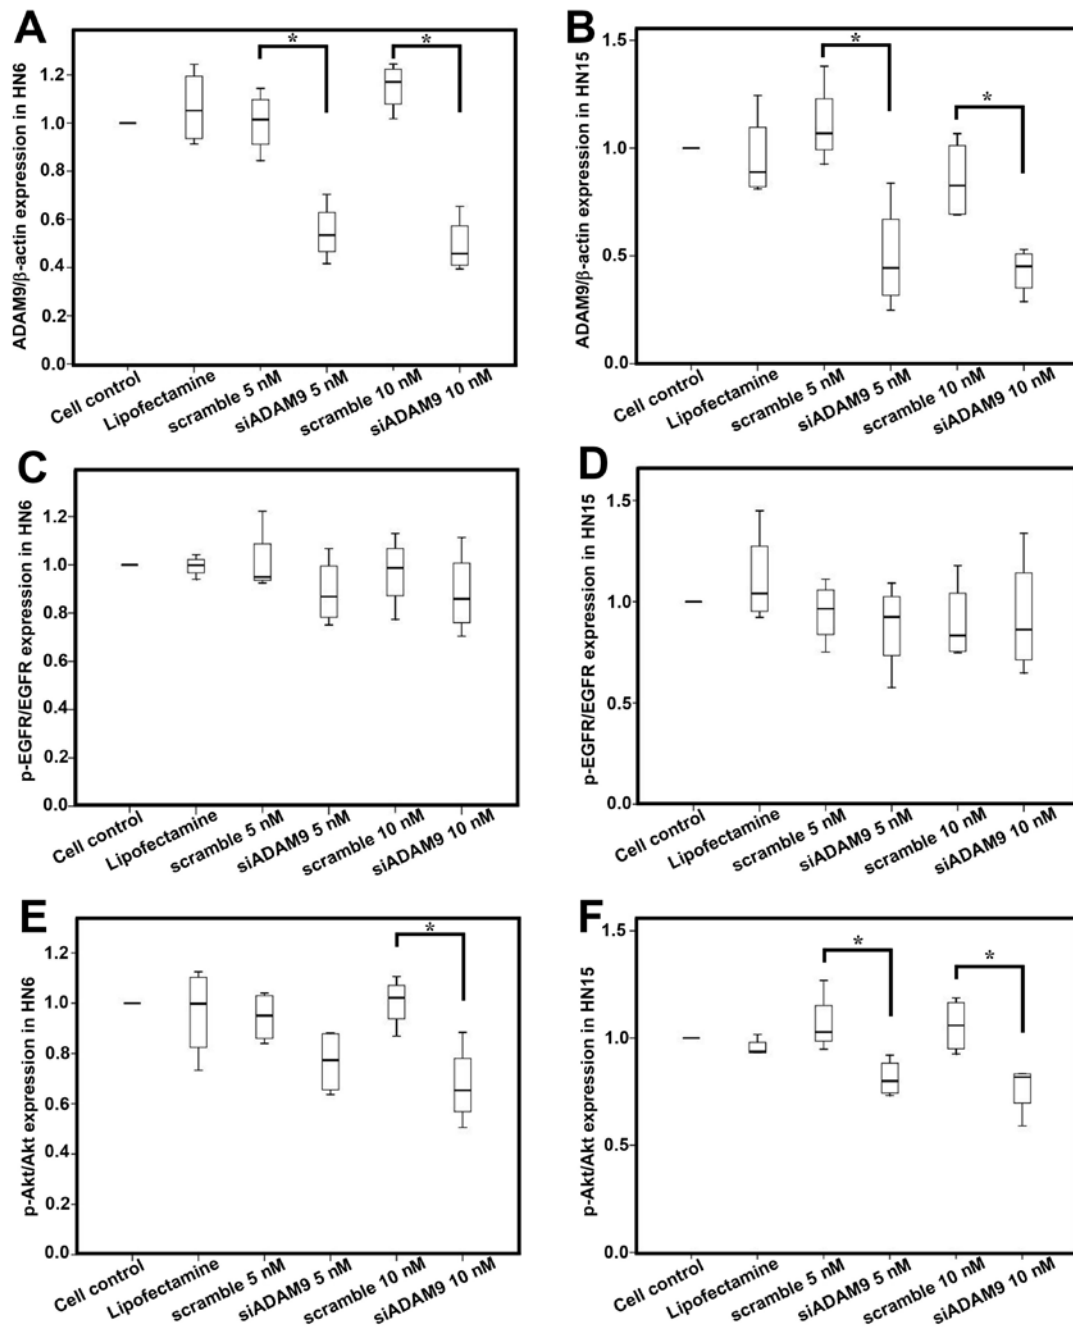 A
ADAM9/β-actin expression in HN6
1.2
1.0
0.8
0.6
0.4
0.0
* *
Cell control
Lipofectamine
scramble 5 nM
siADAM9 5 nM
scramble 10 nM
siADAM9 10 nM
B
ADAM9/β-actin expression in HN15
1.5
1.0
0.5
0.0
* *
Cell control
Lipofectamine
scramble 5 nM
siADAM9 5 nM
scramble 10 nM
siADAM9 10 nM
C
p-EGFR/EGFR expression in HN6
1.2
1.0
0.8
0.6
0.4
0.2
0.0
Cell control
Lipofectamine
scramble 5 nM
siADAM9 5 nM
scramble 10 nM
siADAM9 10 nM
D
p-EGFR/EGFR expression in HN15
1.5
1.0
0.5
0.0
Cell control
Lipofectamine
scramble 5 nM
siADAM9 5 nM
scramble 10 nM
siADAM9 10 nM
E
p-Akt/Akt expression in HN6
1.2
1.0
0.8
0.6
0.4
0.2
0.0
*
Cell control
Lipofectamine
scramble 5 nM
siADAM9 5 nM
scramble 10 nM
siADAM9 10 nM
F
p-Akt/Akt expression in HN15
1.5
1.0
0.5
0.0
* *
Cell control
Lipofectamine
scramble 5 nM
siADAM9 5 nM
scramble 10 nM
siADAM9 10 nM